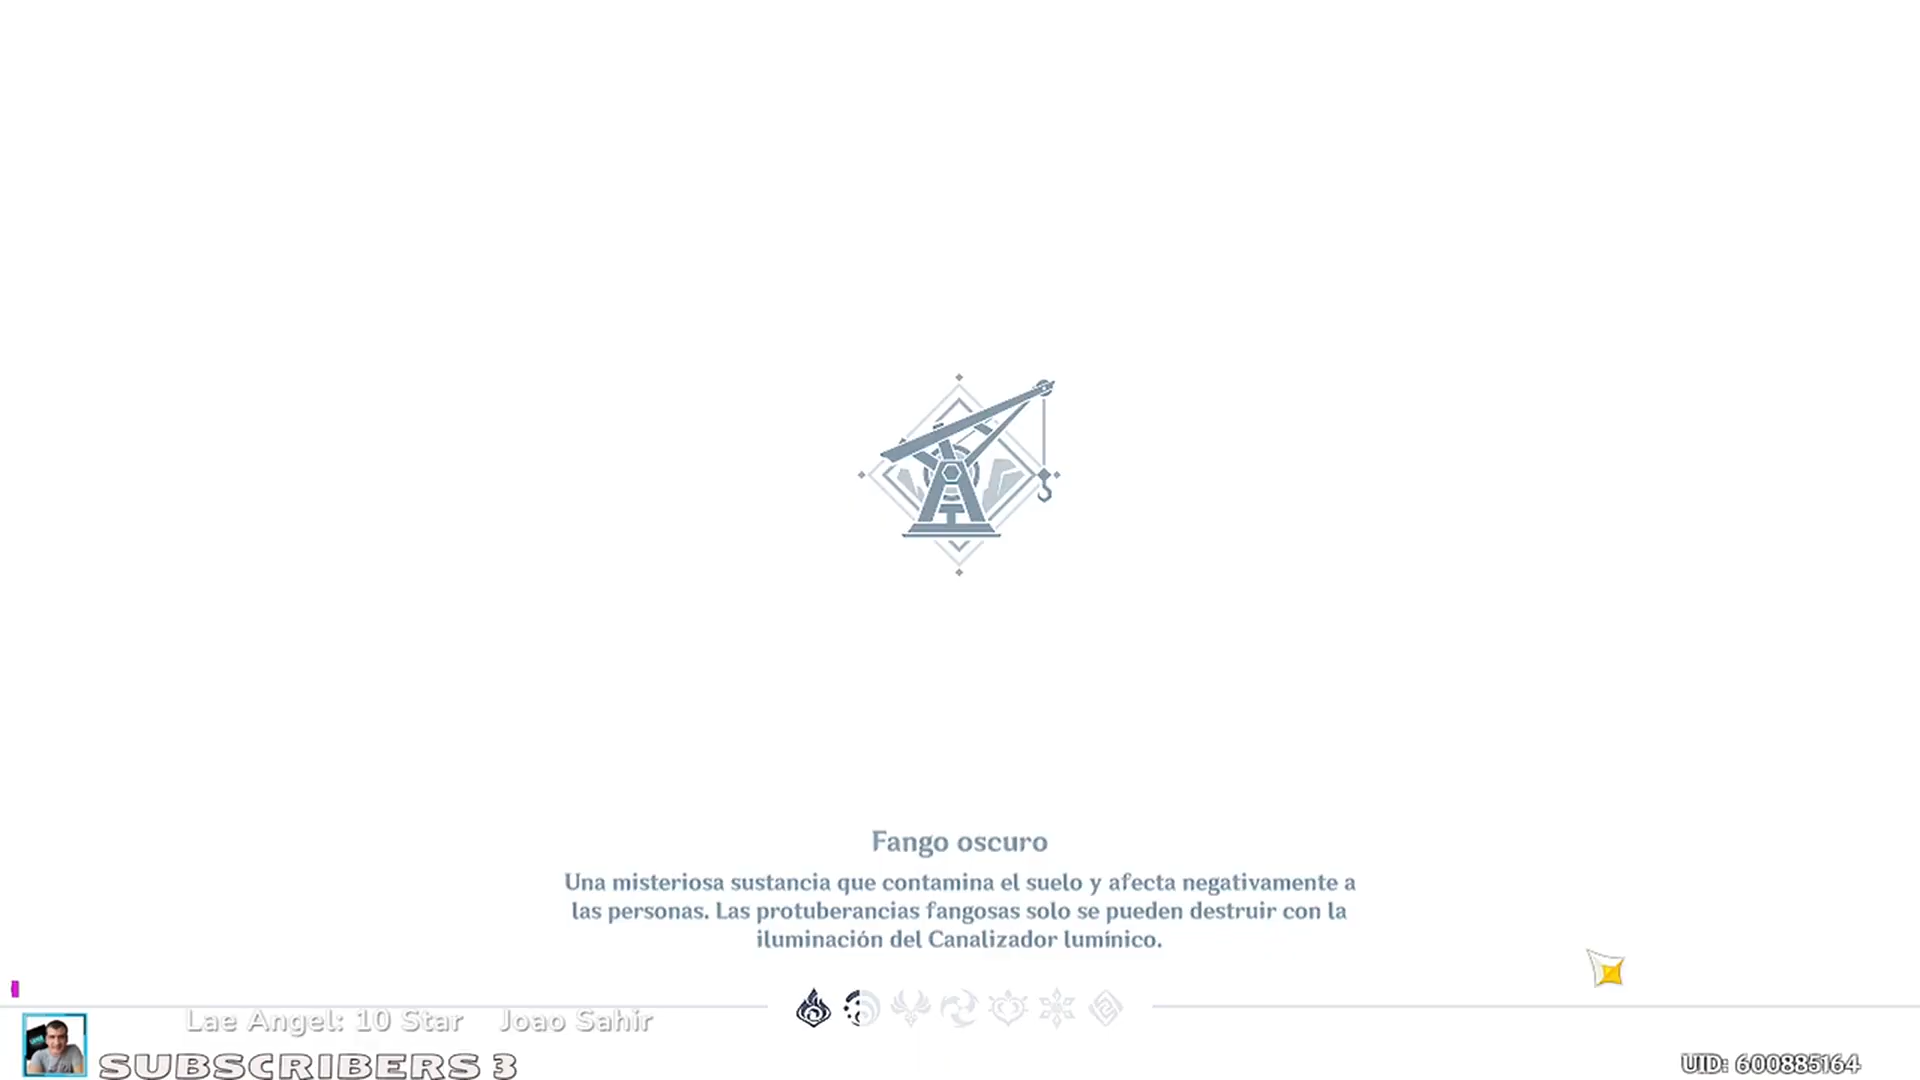 Fango oscuro
Una misteriosa sustancia que contamina el suelo y afecta negativamente a
las personas. Las protuberancias fangosas solo se pueden destruir con la
iluminación del Canalizador lumínico.
Lae Angel: 10 Star Joao Sahir
SUBSCRIBERS 3
UID: 600885164